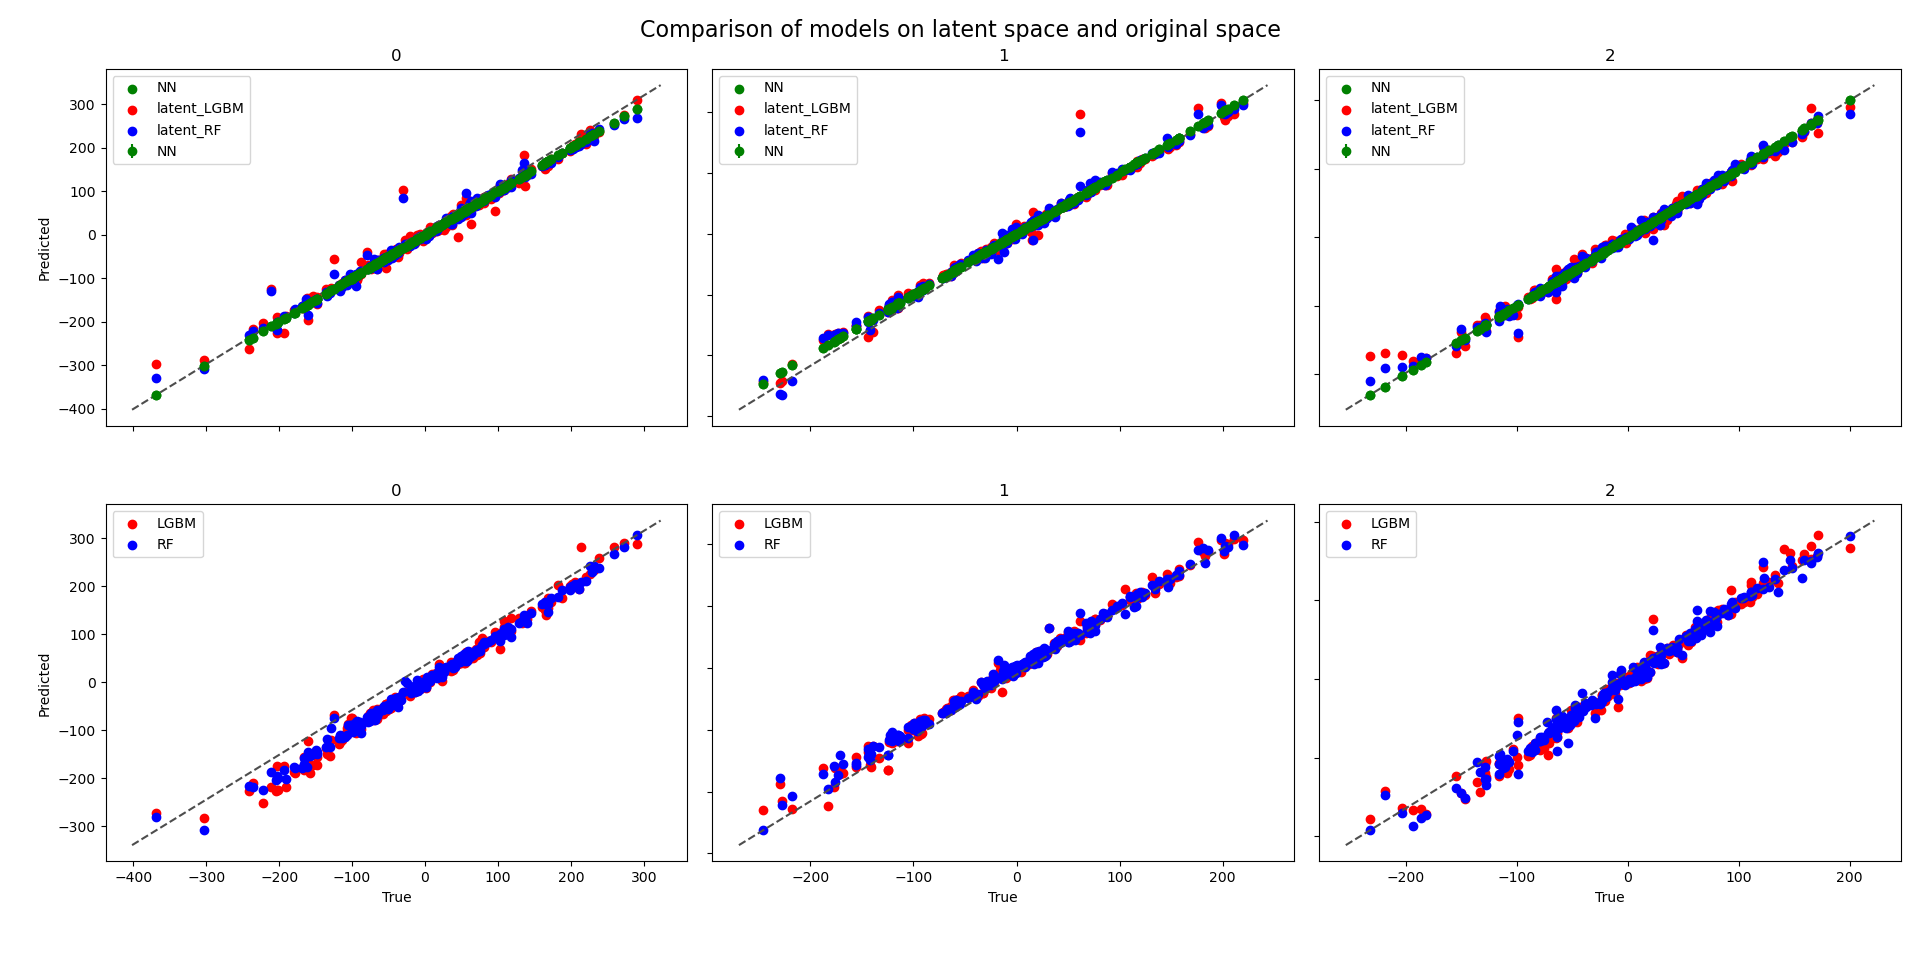 Comparison of models on latent space and original space
0
1
2
NN
latent_LGBM
latent_RF
NN
NN
latent_LGBM
latent_RF
NN
NN
latent_LGBM
latent_RF
NN
Predicted
300
200
100
0
−100
−200
−300
−400
0
1
2
LGBM
RF
LGBM
RF
LGBM
RF
Predicted
300
200
100
0
−100
−200
−300
−400 −300 −200 −100 0 100 200 300
−200 −100 0 100 200
−200 −100 0 100 200
True
True
True